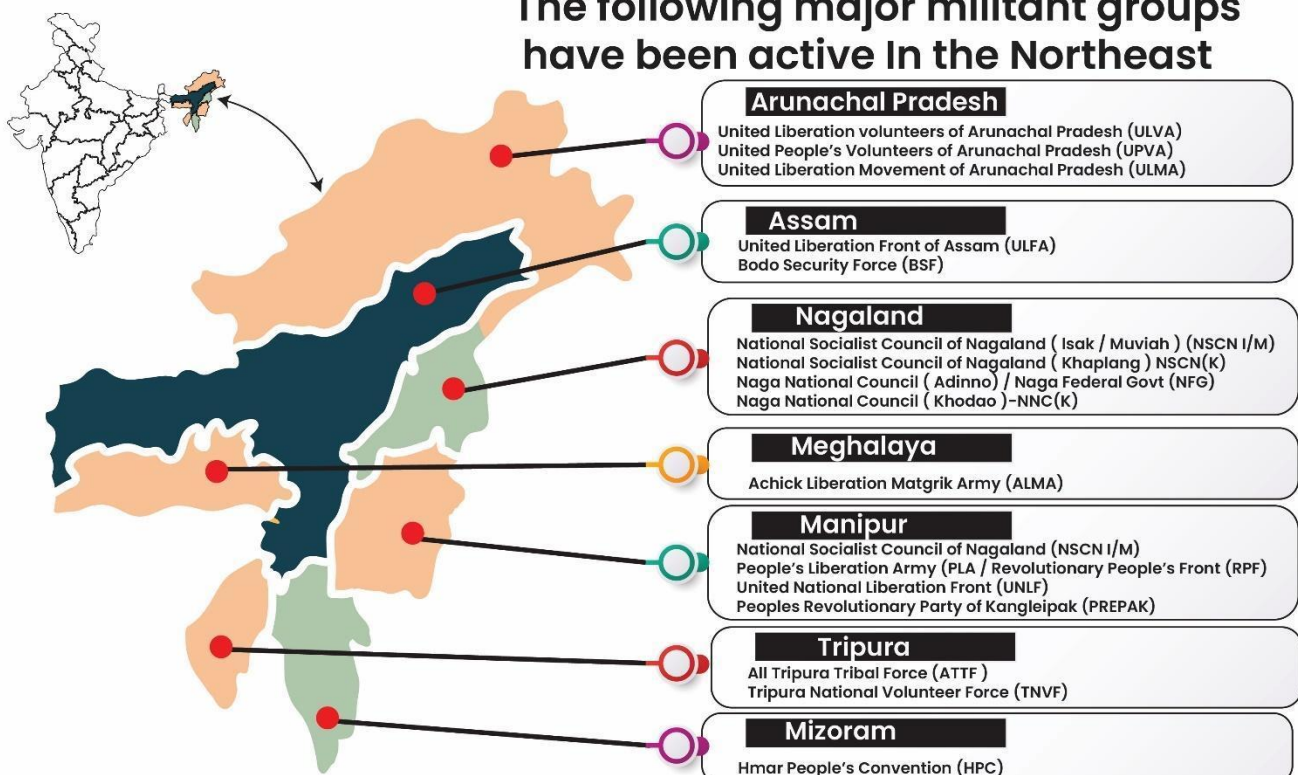 The following major militant groups
have been active In the Northeast
Arunachal Pradesh
United Liberation volunteers of Arunachal Pradesh (ULVA)
United People's Volunteers of Arunachal Pradesh (UPVA)
United Liberation Movement of Arunachal Pradesh (ULMA)
Assam
United Liberation Front of Assam (ULFA)
Bodo Security Force (BSF)
Nagaland
National Socialist Council of Nagaland ( Isak / Muviah ) (NSCN I/M)
National Socialist Council of Nagaland ( Khaplang ) NSCN(K)
Naga National Council ( Adinno) / Naga Federal Govt (NFG)
Naga National Council ( Khodao )-NNC(K)
Meghalaya
Achick Liberation Matgrik Army (ALMA)
Manipur
National Socialist Council of Nagaland (NSCN I/M)
People's Liberation Army (PLA / Revolutionary People's Front (RPF)
United National Liberation Front (UNLF)
Peoples Revolutionary Party of Kangleipak (PREPAK)
Tripura
All Tripura Tribal Force (ATTF )
Tripura National Volunteer Force (TNVF)
Mizoram
Hmar People's Convention (HPC)